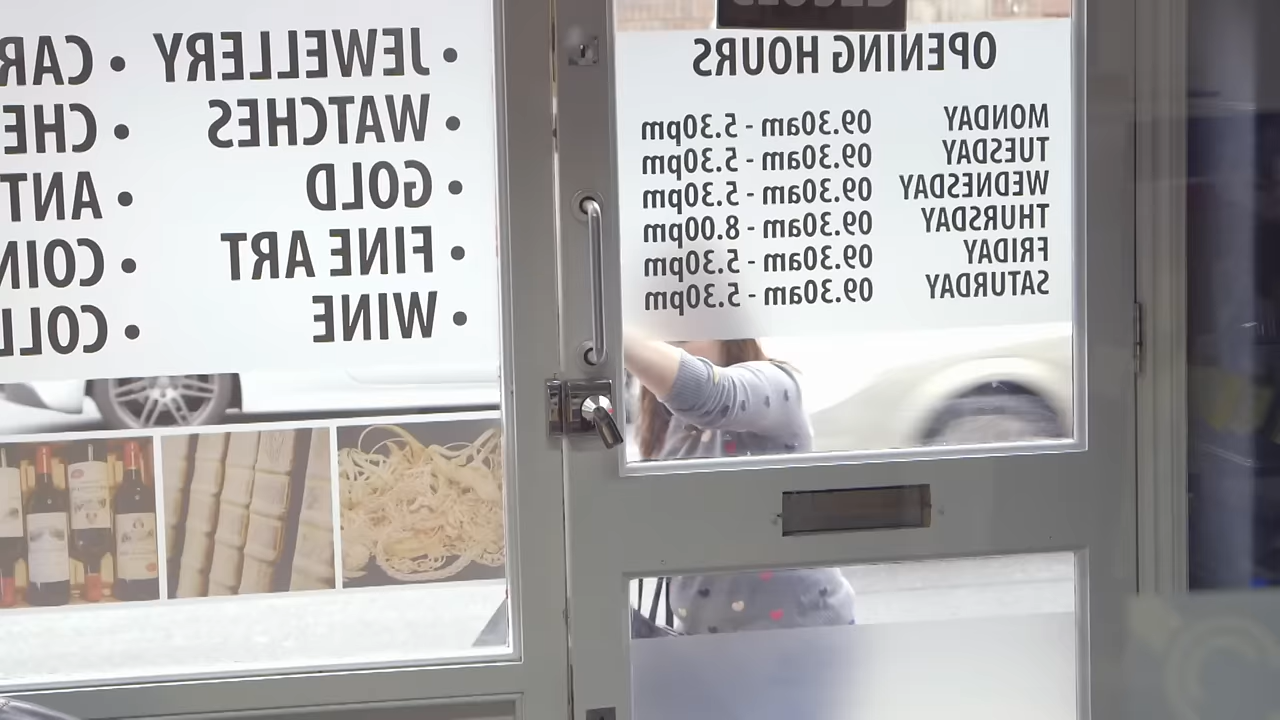 OPENING HOURS
MONDAY 09.30am - 5.30pm
TUESDAY 09.30am - 5.30pm
WEDNESDAY 09.30am - 5.30pm
THURSDAY 09.30am - 8.00pm
FRIDAY 09.30am - 5.30pm
SATURDAY 09.30am - 5.30pm
• JEWELLERY
• WATCHES
• GOLD
• FINE ART
• WINE
• CAR
• CHE
• ANT
• COIN
• COLL